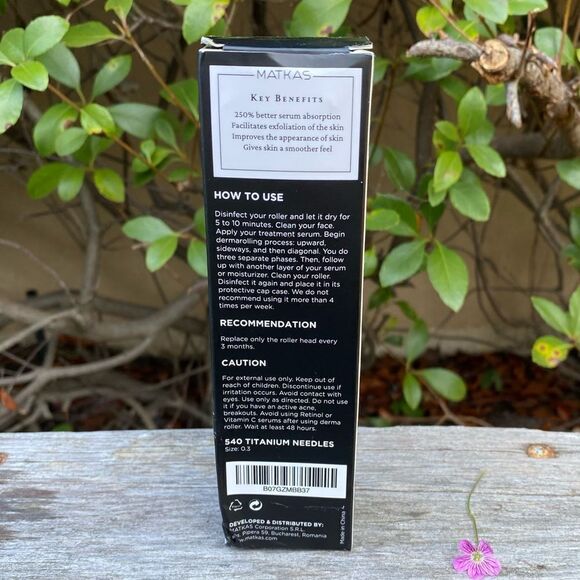 MATKAS
KEY BENEFITS
250% better serum absorption
Facilitates exfoliation of the skin
Improves the appearance of skin
Gives skin a smoother feel
HOW TO USE
Disinfect your roller and let it dry for
5 to 10 minutes. Clean your face.
Apply your treatment serum. Begin
dermarolling process: upward,
sideways, and then diagonal. You do
three separate phases. Then, follow
up with another layer of your serum
or moisturizer. Clean your roller.
Disinfect it again and place it in its
protective cap case. We do not
recommend using it more than 4
times per week.
RECOMMENDATION
Replace only the roller head every
3 months.
CAUTION
For external use only. Keep out of
reach of children. Discontinue use if
irritation occurs. Avoid contact with
eyes. Use only as directed. Do not use
it if you have an active acne,
breakouts. Avoid using Retinol or
Vitamin C serums after using derma
roller. Wait at least 48 hours.
540 TITANIUM NEEDLES
Size: 0.3
B07GZMBB37
DEVELOPED & DISTRIBUTED BY:
MATKAS Corporation S.R.L.
Pipera 59, Bucharest, Romania
www.matkas.com
Made in China